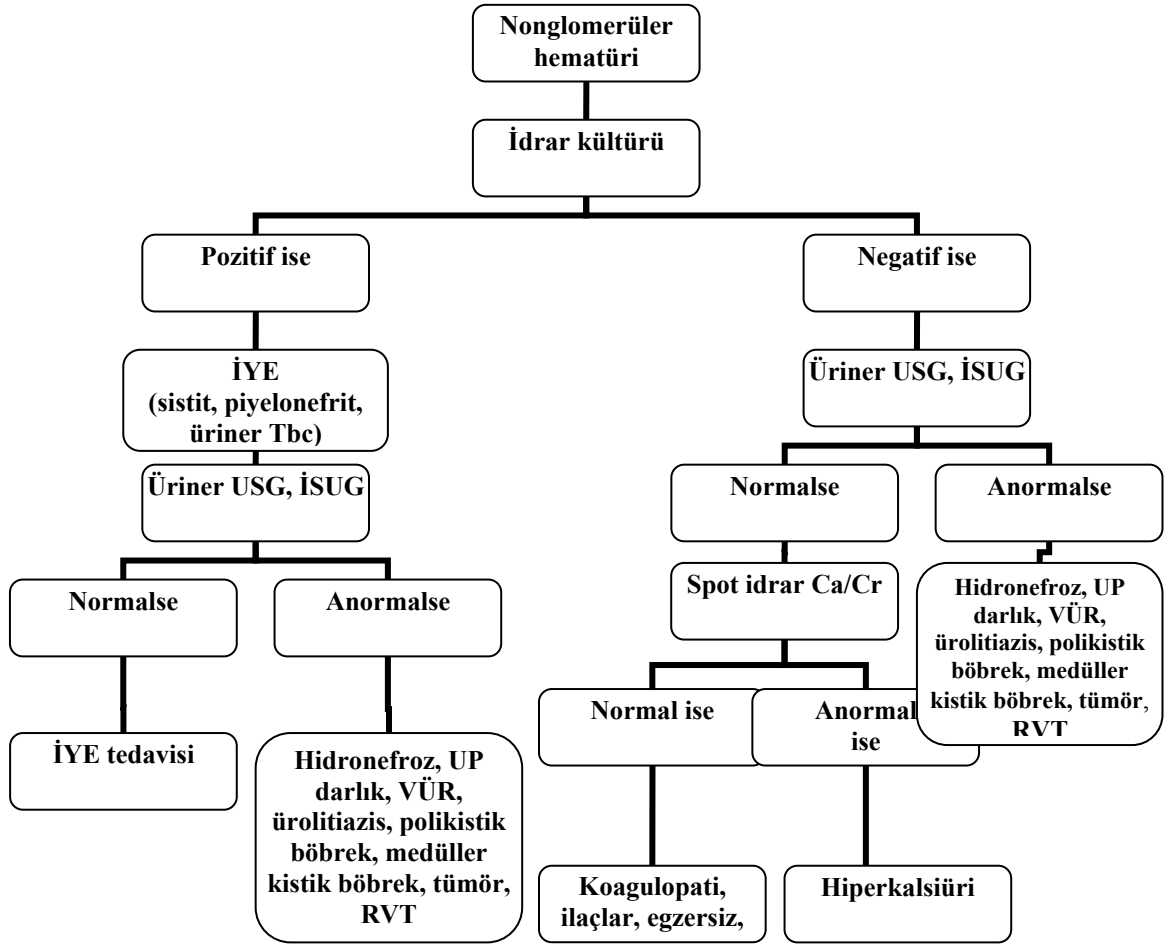 Nonglomerüler
hematüri
İdrar kültürü
Pozitif ise
Negatif ise
İYE
(sistit, piyelonefrit,
üriner Tbc)
Üriner USG, İSUG
Üriner USG, İSUG
Normalse
Anormalse
Normalse
Anormalse
İYE tedavisi
Hidronefroz, UP
darlık, VÜR,
ürolitiazis, polikistik
böbrek, medüller
kistik böbrek, tümör,
RVT
Spot idrar Ca/Cr
Hidronefroz, UP
darlık, VÜR,
ürolitiazis, polikistik
böbrek, medüller
kistik böbrek, tümör,
RVT
Normal ise
Anormal
ise
Koagulopati,
ilaçlar, egzersiz,
Hiperkalsiüri